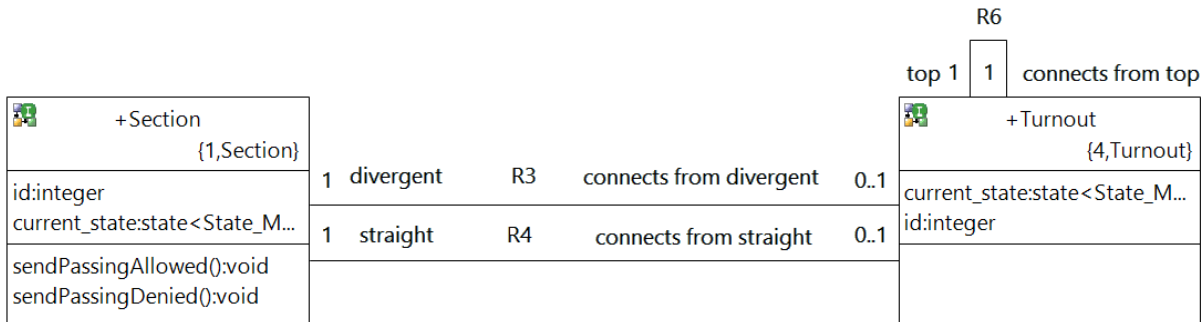 R6
top 1 1 connects from top
+Section
{1,Section}
id:integer
current_state:state<State_M...
sendPassingAllowed():void
sendPassingDenied():void
1 divergent R3 connects from divergent 0..1
1 straight R4 connects from straight 0..1
+Turnout
{4,Turnout}
current_state:state<State_M...
id:integer